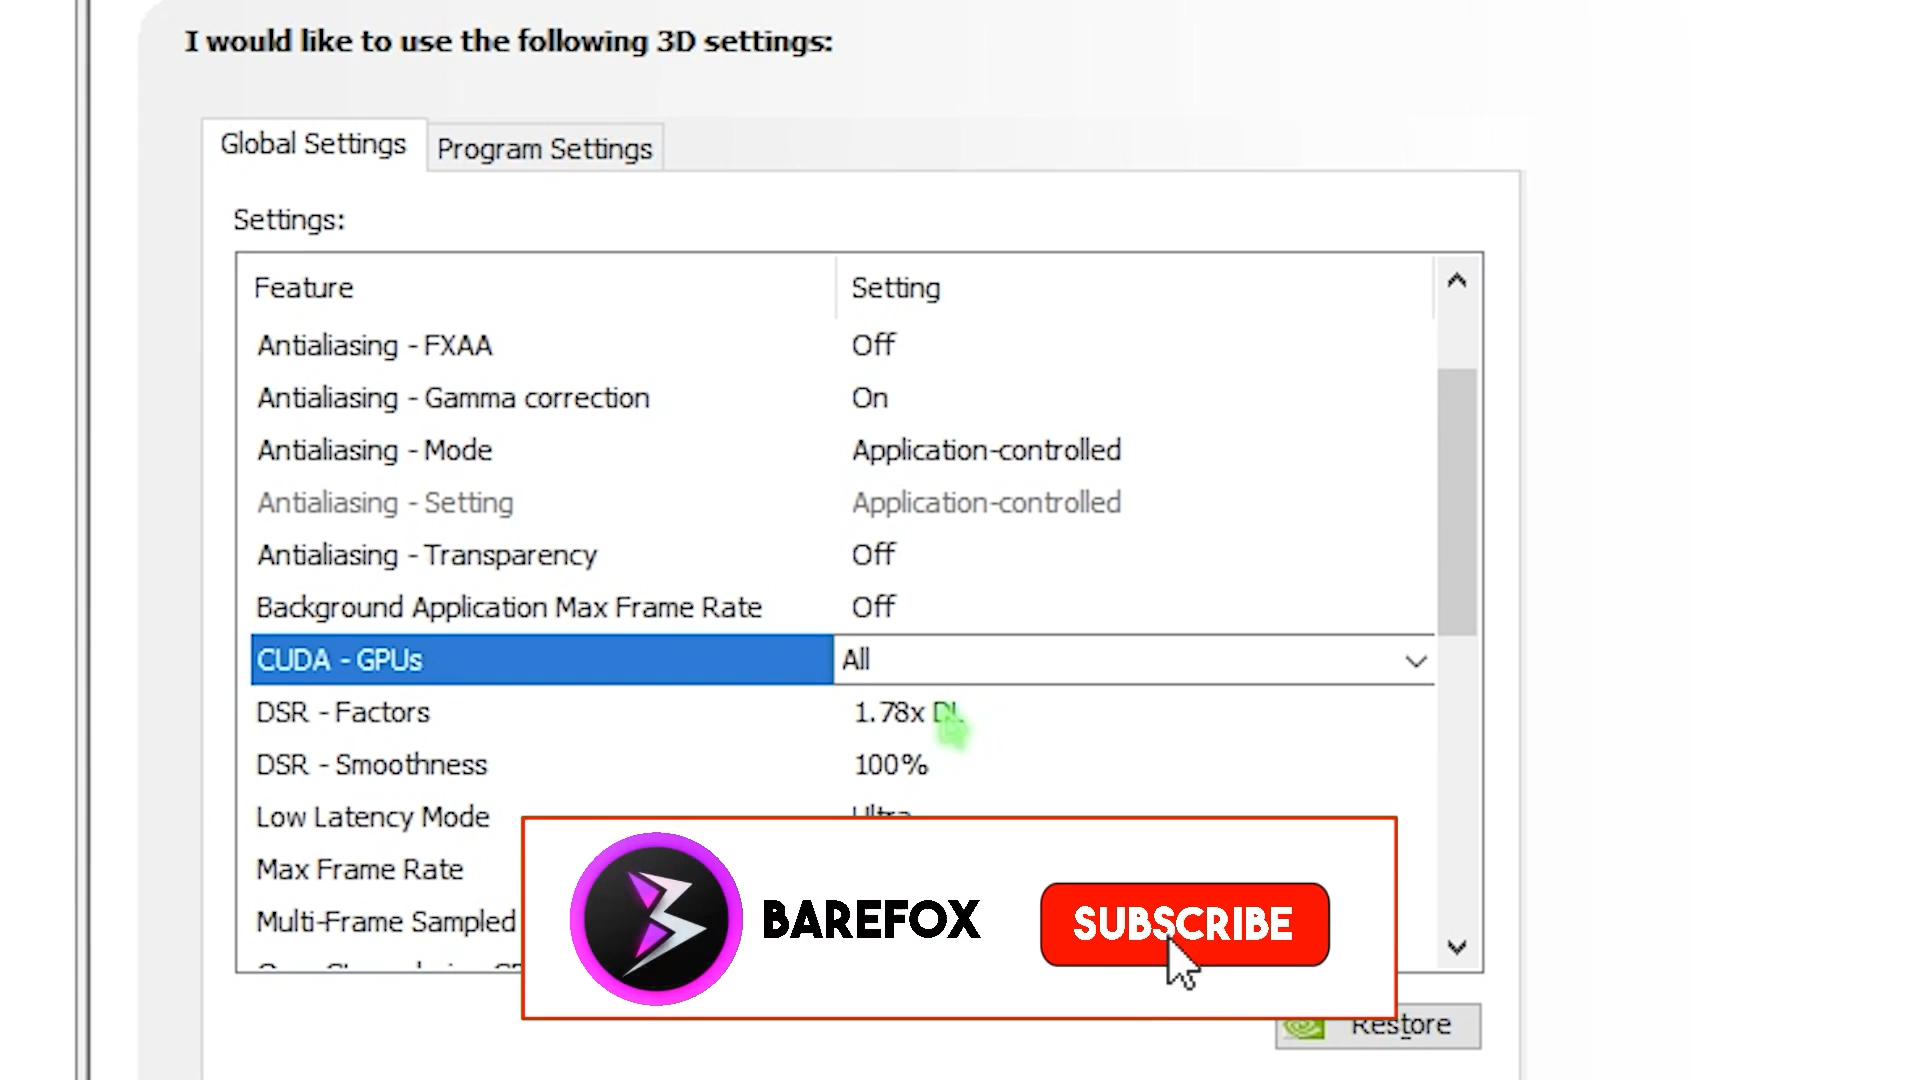 I would like to use the following 3D settings:
Global Settings Program Settings
Settings:
Feature Setting
Antialiasing - FXAA Off
Antialiasing - Gamma correction On
Antialiasing - Mode Application-controlled
Antialiasing - Setting Application-controlled
Antialiasing - Transparency Off
Background Application Max Frame Rate Off
CUDA - GPUs All
DSR - Factors 1.78x DL
DSR - Smoothness 100%
Low Latency Mode Ultra
Max Frame Rate
Multi-Frame Sampled
BAREFOX SUBSCRIBE
Restore